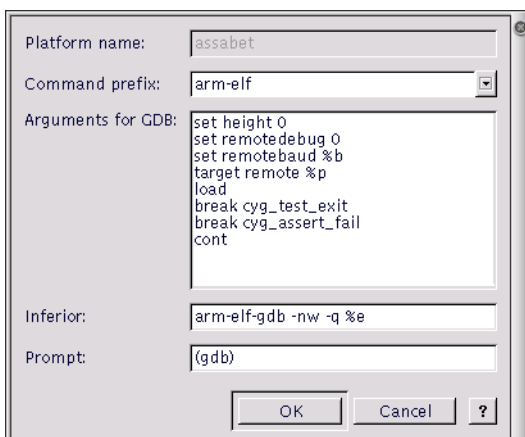 Platform name: assabet
Command prefix: arm-elf
Arguments for GDB: set height 0
set remotedebug 0
set remotebaud %b
target remote %p
load
break cyg_test_exit
break cyg_assert_fail
cont
Inferior: arm-elf-gdb -nw -q %e
Prompt: (gdb)
OK Cancel ?